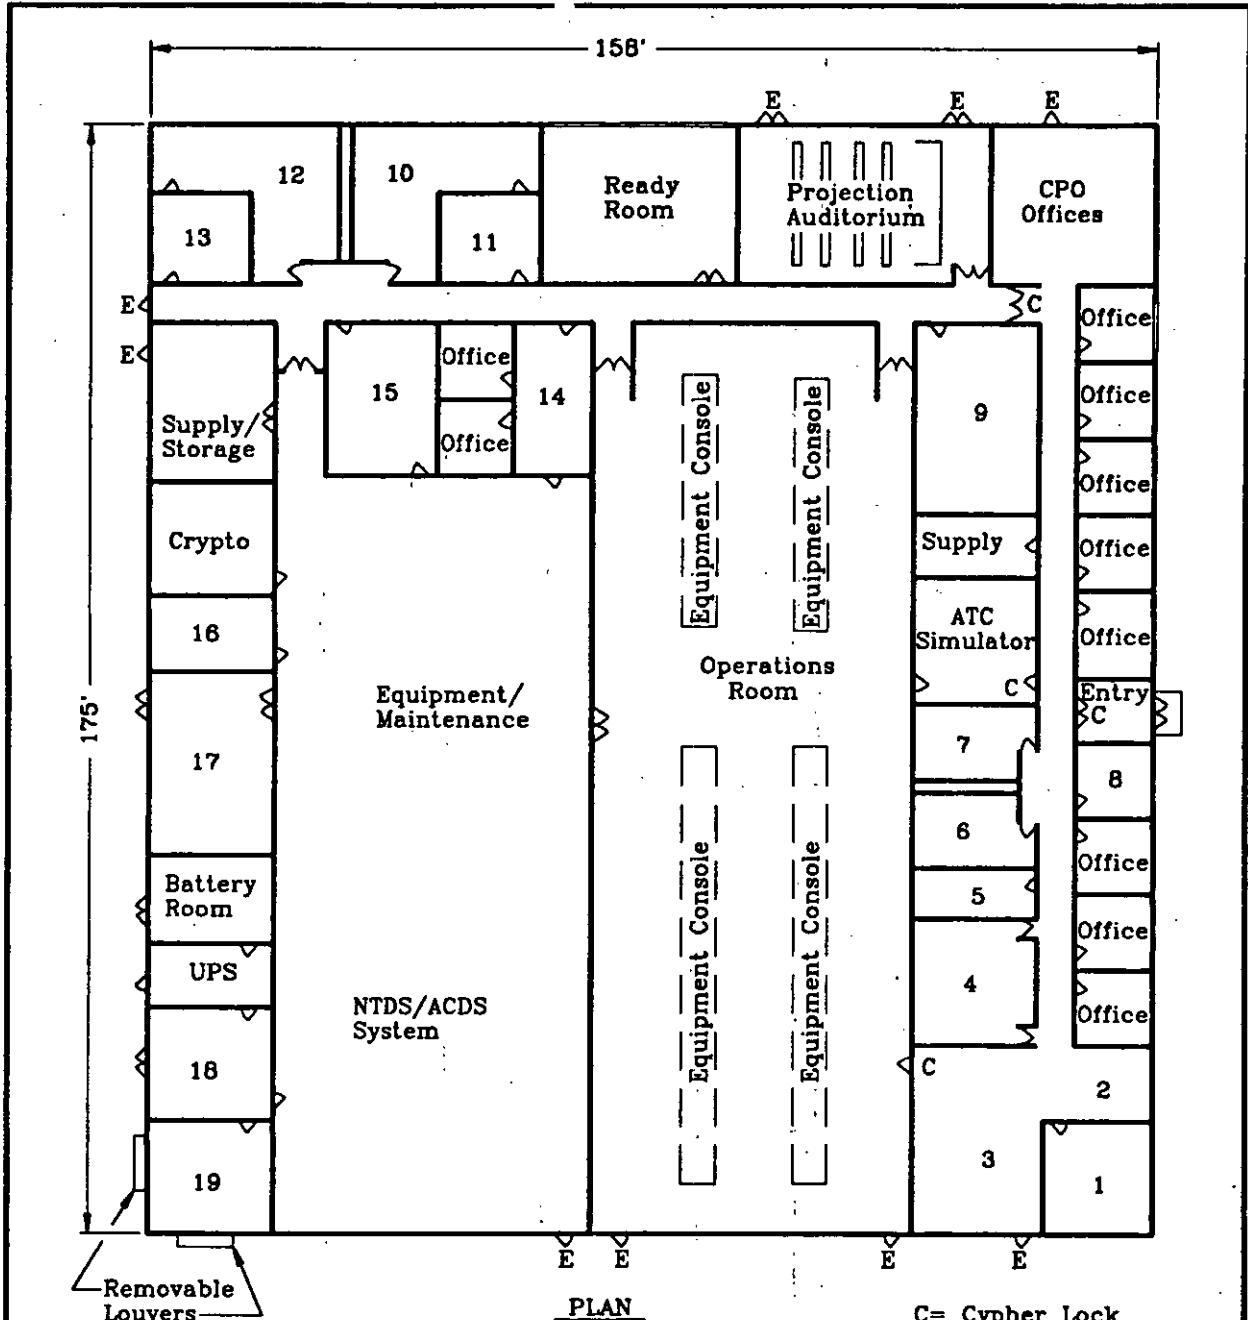 158'
E
E
E
12
10
Ready
Room
Projection
Auditorium
CPO
Offices
13
11
E
C
Office
E
Office
15
14
Office
9
Office
Supply/
Storage
Equipment Console
Equipment Console
Office
Crypto
Supply
Office
16
ATC
Simulator
Office
Operations
Room
175'
Equipment/
Maintenance
C
Entry
C
17
7
8
6
Office
Battery
Room
5
Equipment Console
Equipment Console
Office
UPS
NTDS/ACDS
System
4
Office
18
C
2
19
3
1
E
E
E
E
Removable
Louvers
PLAN
C= Cypher Lock